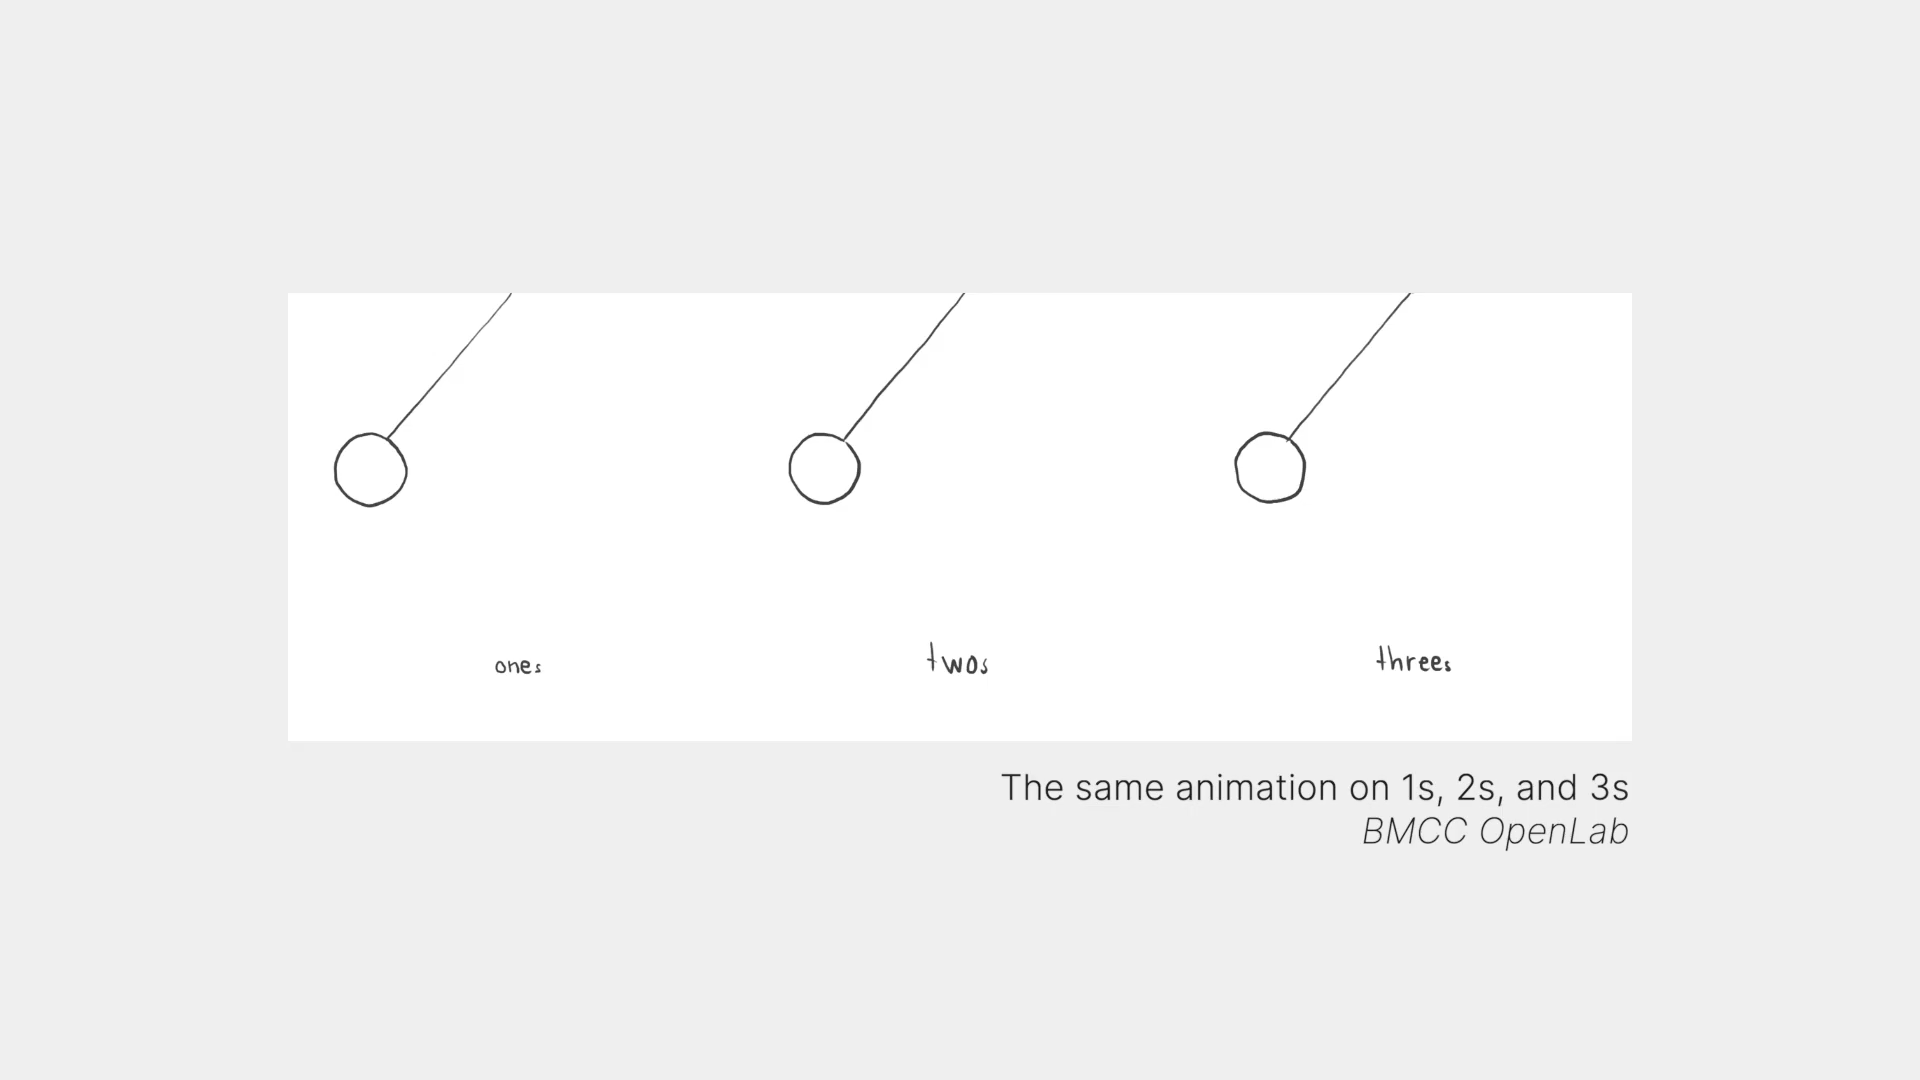 ones twos threes
The same animation on 1s, 2s, and 3s
BMCC OpenLab